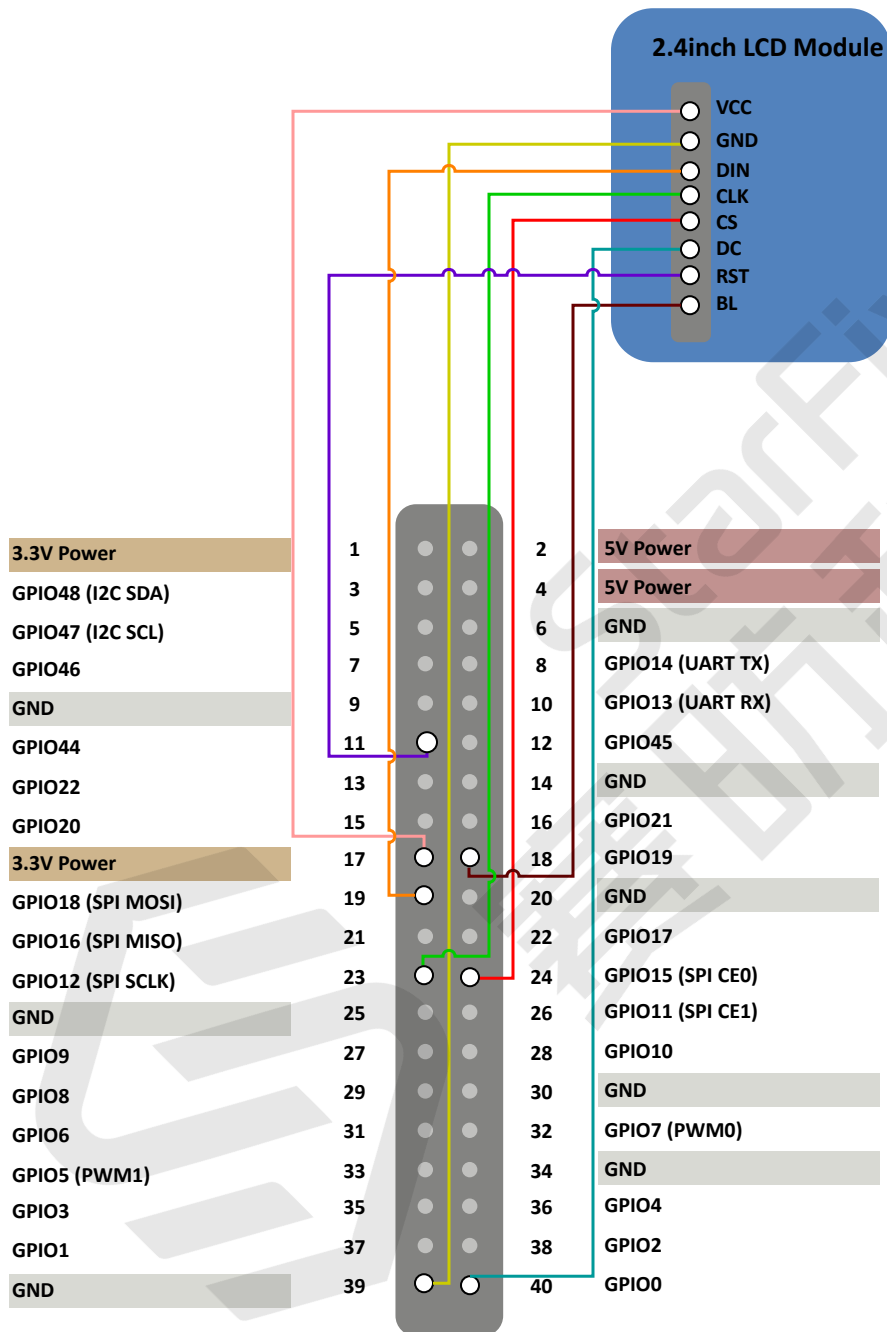 2.4inch LCD Module
VCC
GND
DIN
CLK
CS
DC
RST
BL
3.3V Power 1 2 5V Power
GPIO48 (I2C SDA) 3 4 5V Power
GPIO47 (I2C SCL) 5 6 GND
GPIO46 7 8 GPIO14 (UART TX)
GND 9 10 GPIO13 (UART RX)
GPIO44 11 12 GPIO45
GPIO22 13 14 GND
GPIO20 15 16 GPIO21
3.3V Power 17 18 GPIO19
GPIO18 (SPI MOSI) 19 20 GND
GPIO16 (SPI MISO) 21 22 GPIO17
GPIO12 (SPI SCLK) 23 24 GPIO15 (SPI CE0)
GND 25 26 GPIO11 (SPI CE1)
GPIO9 27 28 GPIO10
GPIO8 29 30 GND
GPIO6 31 32 GPIO7 (PWM0)
GPIO5 (PWM1) 33 34 GND
GPIO3 35 36 GPIO4
GPIO1 37 38 GPIO2
GND 39 40 GPIO0